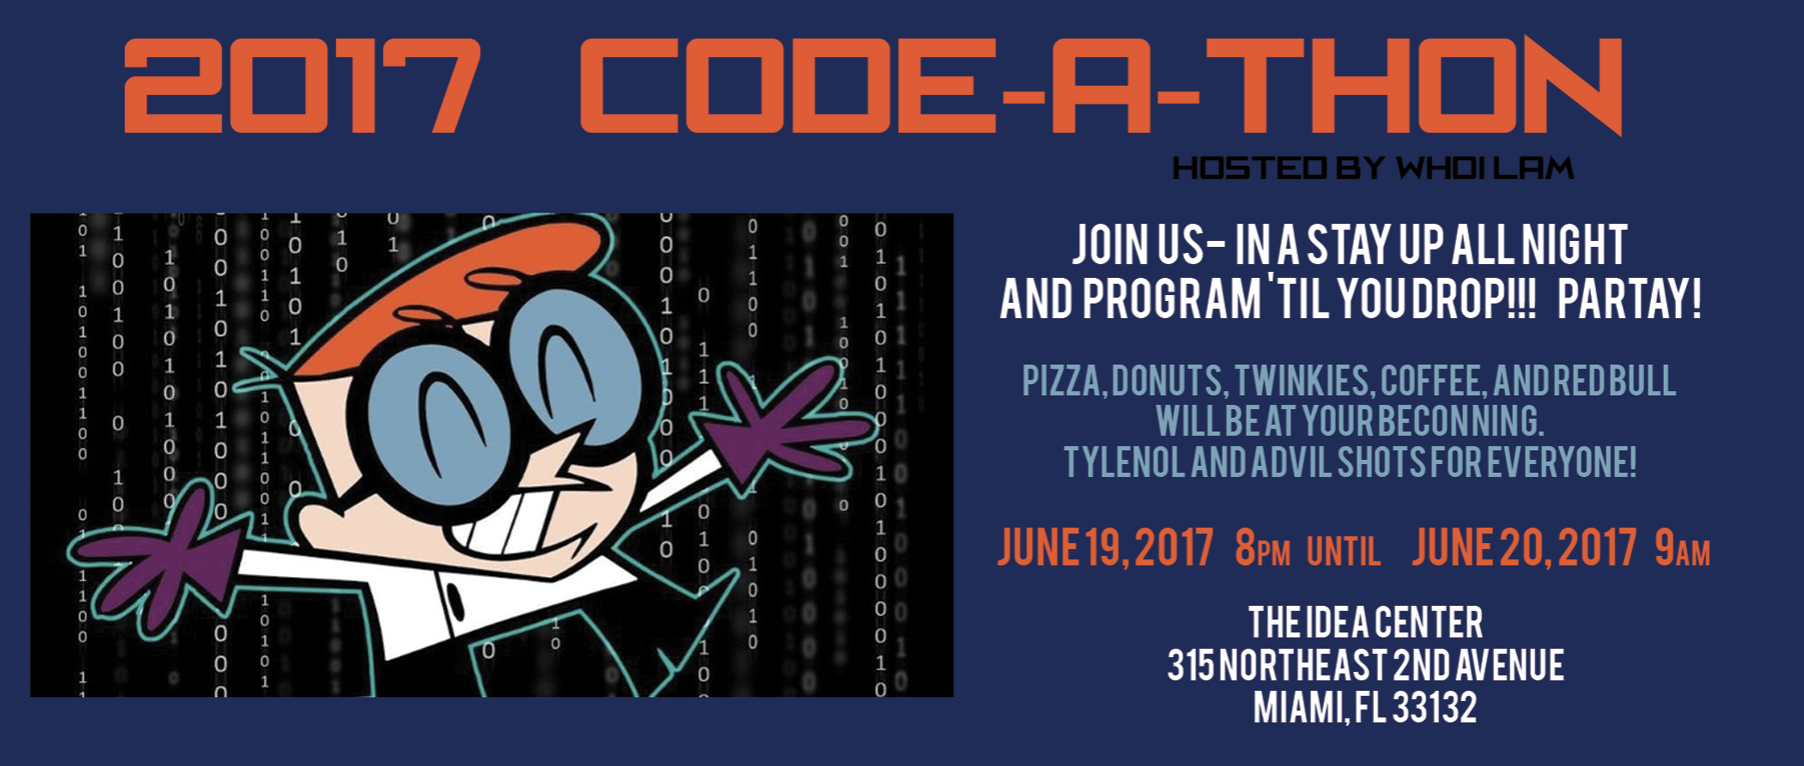 2017 CODE-A-THON
HOSTED BY WHOI LAM
JOIN US- IN A STAY UP ALL NIGHT
AND PROGRAM 'TIL YOU DROP!!! PARTAY!
PIZZA, DONUTS, TWINKIES, COFFEE, AND RED BULL
WILL BE AT YOUR BECONNING.
TYLENOL AND ADVIL SHOTS FOR EVERYONE!
JUNE 19, 2017 8PM UNTIL JUNE 20, 2017 9AM
THE IDEA CENTER
315 NORTHEAST 2ND AVENUE
MIAMI, FL 33132